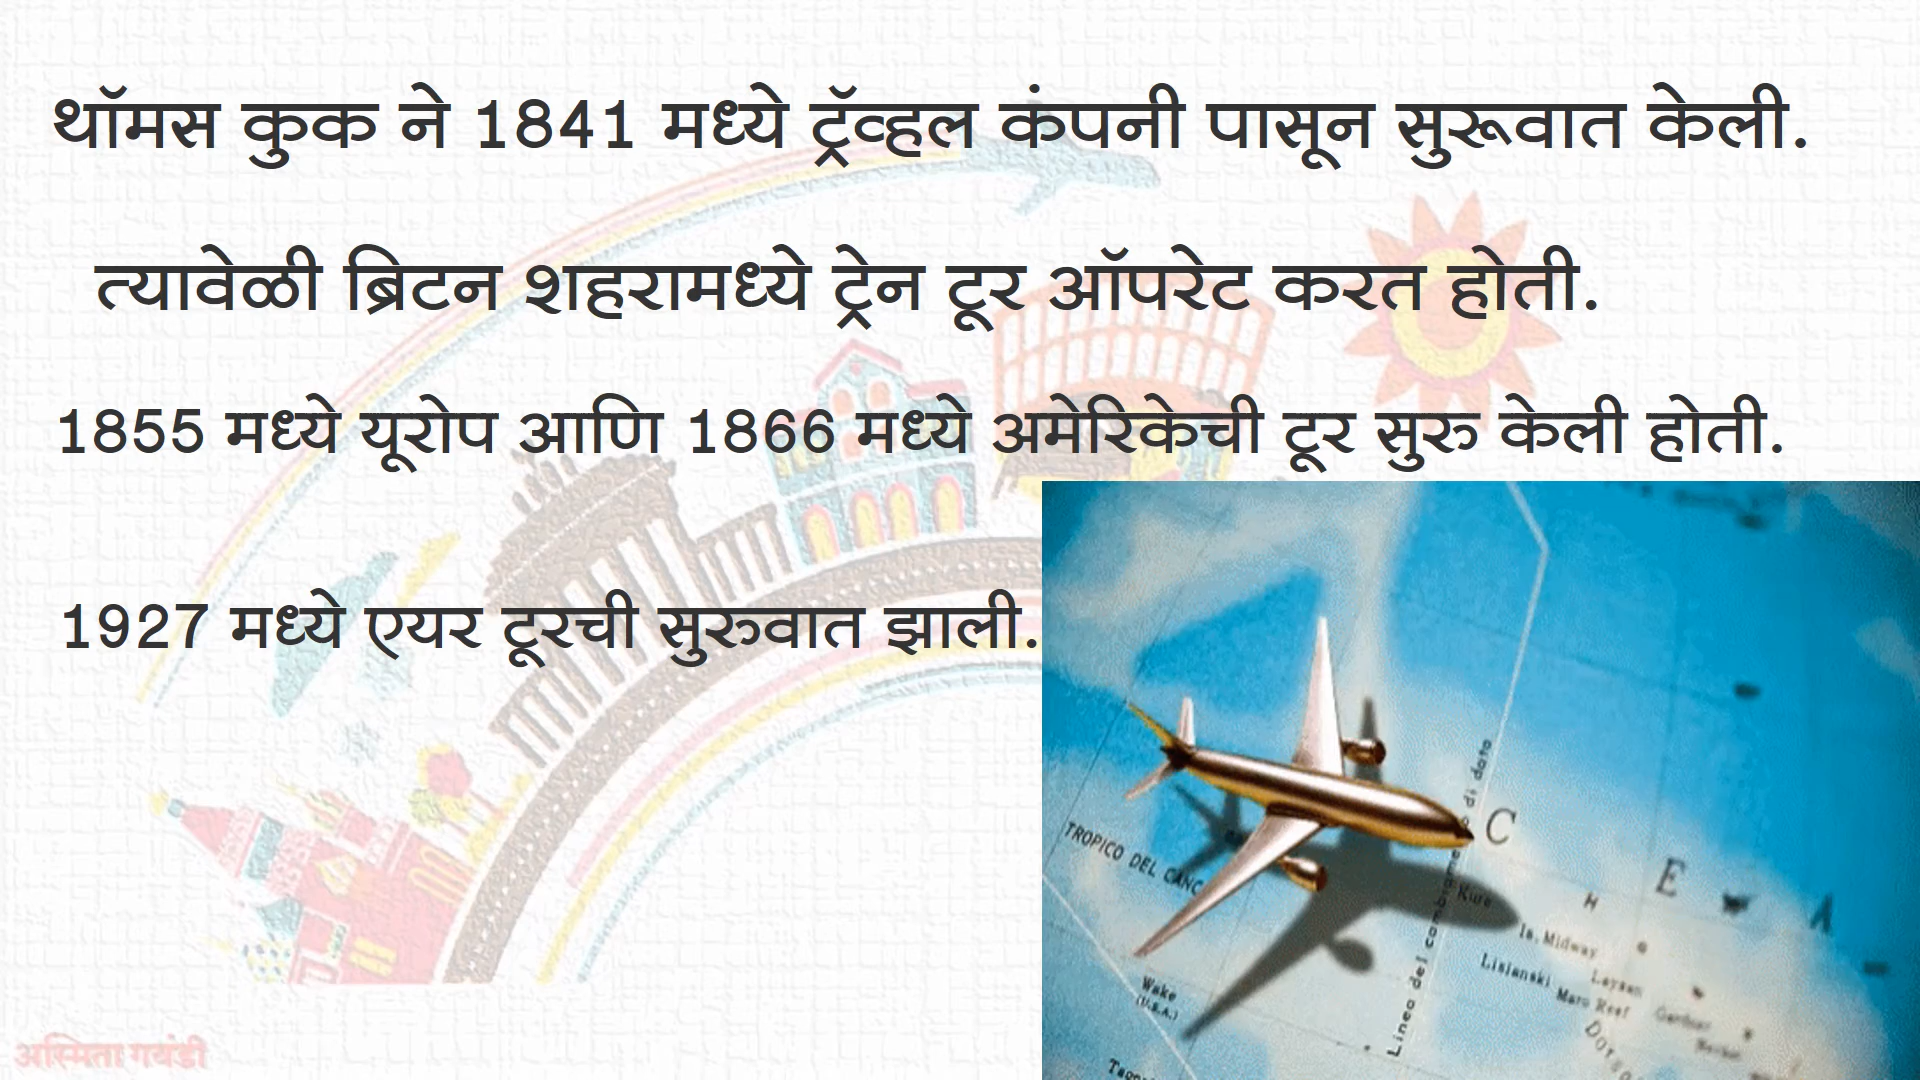 थॉमस कुक ने 1841 मध्ये ट्रॅव्हल कंपनी पासून सुरूवात केली.
त्यावेळी ब्रिटन शहरामध्ये ट्रेन टूर ऑपरेट करत होती.
1855 मध्ये यूरोप आणि 1866 मध्ये अमेरिकेची टूर सुरु केली होती.
1927 मध्ये एयर टूरची सुरुवात झाली.
di data
C
TROPICO DEL CANC
E
Kure
H
A
Is. Midway
Lisianski
Laysan
Maro Reef
Wake
(U.S.A.)
Gardner
Linea del
अस्मिता गवंडी